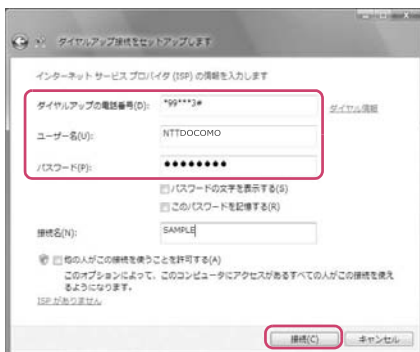 ダイヤルアップ接続をセットアップします
インターネット サービス プロバイダ (ISP) の情報を入力します
ダイヤルアップの電話番号(D): *99***3# ダイヤル情報
ユーザー名(U): NTTDOCOMO
パスワード(P): ●●●●●●●●
パスワードの文字を表示する(S)
このパスワードを記憶する(R)
接続名(N): SAMPLE
他の人がこの接続を使うことを許可する(A)
このオプションによって、このコンピュータにアクセスがあるすべての人がこの接続を使え
るようになります。
ISP がありません
接続(C) キャンセル